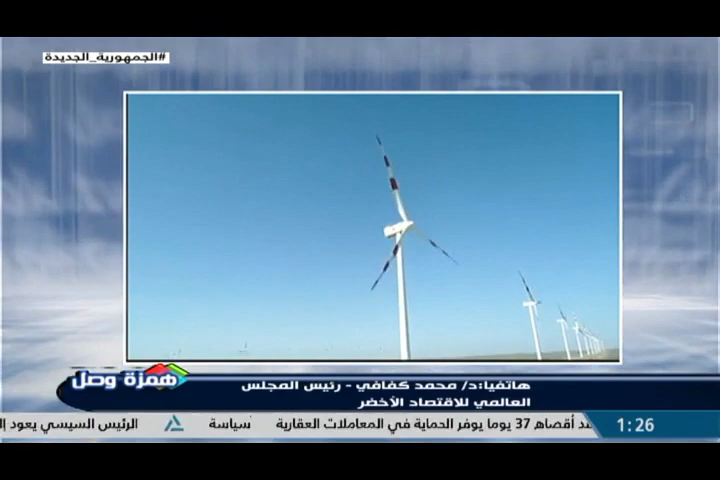 #الجمهورية_الجديدة
همزة وصل
هاتفيا:د/ محمد كفافي - رئيس المجلس
العالمي للاقتصاد الأخضر
أقصاه 37 يوما يوفر الحماية في المعاملات العقارية
سياسة
الرئيس السيسي يعود
1:26